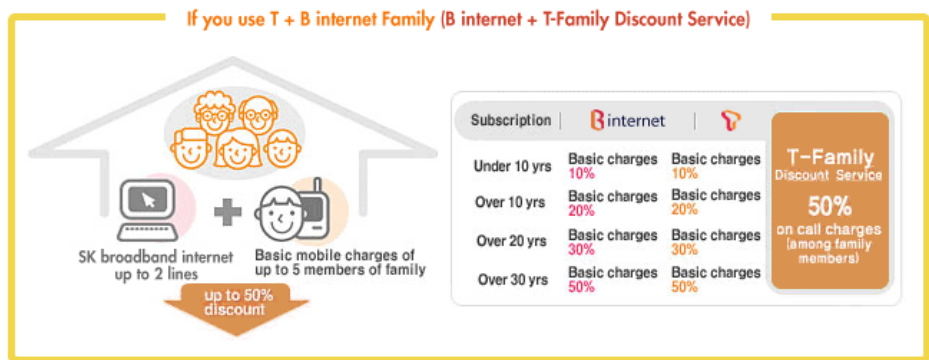 If you use T + B internet Family (B internet + T-Family Discount Service)
SK broadband internet
up to 2 lines
Basic mobile charges of
up to 5 members of family
up to 50%
discount
Subscription
B internet
T
Under 10 yrs
Basic charges
10%
Basic charges
10%
Over 10 yrs
Basic charges
20%
Basic charges
20%
Over 20 yrs
Basic charges
30%
Basic charges
30%
Over 30 yrs
Basic charges
50%
Basic charges
50%
T-Family
Discount Service
50%
on call charges
(among family
members)